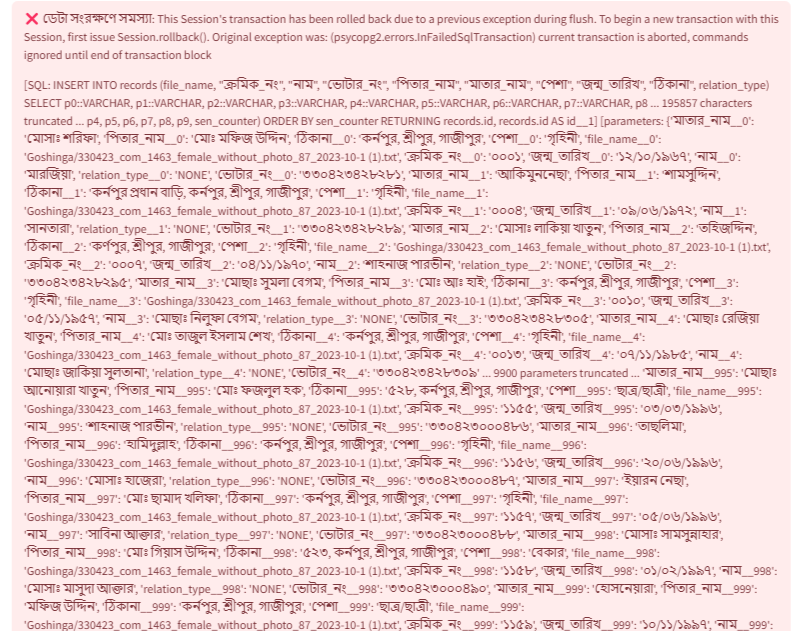 ❌ ডেটা সংরক্ষণে সমস্যা: This Session's transaction has been rolled back due to a previous exception during flush. To begin a new transaction with this
Session, first issue Session.rollback(). Original exception was: (psycopg2.errors.InFailedSqlTransaction) current transaction is aborted, commands
ignored until end of transaction block
[SQL: INSERT INTO records (file_name, "ক্রমিক_নং", "নাম", "ভোটার_নং", "পিতার_নাম", "মাতার_নাম", "পেশা", "জন্ম_তারিখ", "ঠিকানা", relation_type)
SELECT p0::VARCHAR, p1::VARCHAR, p2::VARCHAR, p3::VARCHAR, p4::VARCHAR, p5::VARCHAR, p6::VARCHAR, p7::VARCHAR, p8 ... 195857 characters
truncated ... p4, p5, p6, p7, p8, p9, sen_counter) ORDER BY sen_counter RETURNING records.id, records.id AS id__1] [parameters: {'মাতার_নাম__0':
'মোসাঃ শরিফা', 'পিতার_নাম__0': 'মোঃ মফিজ উদ্দিন', 'ঠিকানা__0': 'কর্নপুর, শ্রীপুর, গাজীপুর', 'পেশা__0': 'গৃহিনী', 'file_name__0':
'Goshinga/330423_com_1463_female_without_photo_87_2023-10-1 (1).txt', 'ক্রমিক_নং__0': '০০০১', 'জন্ম_তারিখ__0': '১২/১০/১৯৬৭', 'নাম__0':
'মারজিয়া', 'relation_type__0': 'NONE', 'ভোটার_নং__0': '৩৩০৪২৩৪২৮২৮১', 'মাতার_নাম__1': 'আকিমুননেছা', 'পিতার_নাম__1': 'শামসুদ্দিন',
'ঠিকানা__1': 'কর্নপুর প্রধান বাড়ি, কর্নপুর, শ্রীপুর, গাজীপুর', 'পেশা__1': 'গৃহিনী', 'file_name__1':
'Goshinga/330423_com_1463_female_without_photo_87_2023-10-1 (1).txt', 'ক্রমিক_নং__1': '০০০৪', 'জন্ম_তারিখ__1': '০৯/০৬/১৯৭২', 'নাম__1':
'সানতারা', 'relation_type__1': 'NONE', 'ভোটার_নং__1': '৩৩০৪২৩৪২৮২৮৯', 'মাতার_নাম__2': 'মোসাঃ লাকিয়া খাতুন', 'পিতার_নাম__2': 'তহিজদ্দিন',
'ঠিকানা__2': 'কর্ণপুর, শ্রীপুর, গাজীপুর', 'পেশা__2': 'গৃহিনী', 'file_name__2': 'Goshinga/330423_com_1463_female_without_photo_87_2023-10-1 (1).txt',
'ক্রমিক_নং__2': '০০০৭', 'জন্ম_তারিখ__2': '০৪/১১/১৯৭০', 'নাম__2': 'শাহনাজ পারভীন', 'relation_type__2': 'NONE', 'ভোটার_নং__2':
'৩৩০৪২৩৪২৮২৯৫', 'মাতার_নাম__3': 'মোছাঃ সুমলা বেগম', 'পিতার_নাম__3': 'মোঃ আঃ হাই', 'ঠিকানা__3': 'কর্নপুর, শ্রীপুর, গাজীপুর', 'পেশা__3':
'গৃহিনী', 'file_name__3': 'Goshinga/330423_com_1463_female_without_photo_87_2023-10-1 (1).txt', 'ক্রমিক_নং__3': '০০১০', 'জন্ম_তারিখ__3':
'০৫/১১/১৯৫৭', 'নাম__3': 'মোছাঃ নিলুফা বেগম', 'relation_type__3': 'NONE', 'ভোটার_নং__3': '৩৩০৪২৩৪২৮৩০৫', 'মাতার_নাম__4': 'মোছাঃ রেজিয়া
খাতুন', 'পিতার_নাম__4': 'মোঃ তাজুল ইসলাম শেখ', 'ঠিকানা__4': 'কর্নপুর, শ্রীপুর, গাজীপুর', 'পেশা__4': 'গৃহিনী', 'file_name__4':
'Goshinga/330423_com_1463_female_without_photo_87_2023-10-1 (1).txt', 'ক্রমিক_নং__4': '০০১৩', 'জন্ম_তারিখ__4': '০৭/১১/১৯৮৫', 'নাম__4':
'মোছাঃ জাকিয়া সুলতানা', 'relation_type__4': 'NONE', 'ভোটার_নং__4': '৩৩০৪২৩৪২৮৩০৯' ... 9900 parameters truncated ... 'মাতার_নাম__995': 'মোছাঃ
আনোয়ারা খাতুন', 'পিতার_নাম__995': 'মোঃ ফজলুল হক', 'ঠিকানা__995': '৫২৮, কর্নপুর, শ্রীপুর, গাজীপুর', 'পেশা__995': 'ছাত্র/ছাত্রী', 'file_name__995':
'Goshinga/330423_com_1463_female_without_photo_87_2023-10-1 (1).txt', 'ক্রমিক_নং__995': '১১৫৫', 'জন্ম_তারিখ__995': '০৩/০৩/১৯৯৬',
'নাম__995': 'শাহনাজ পারভীন', 'relation_type__995': 'NONE', 'ভোটার_নং__995': '৩৩০৪২৩০০০৪৮৬', 'মাতার_নাম__996': 'তাছলিমা',
'পিতার_নাম__996': 'হামিদুল্লাহ', 'ঠিকানা__996': 'কর্নপুর, শ্রীপুর, গাজীপুর', 'পেশা__996': 'গৃহিনী', 'file_name__996':
'Goshinga/330423_com_1463_female_without_photo_87_2023-10-1 (1).txt', 'ক্রমিক_নং__996': '১১৫৬', 'জন্ম_তারিখ__996': '২০/০৬/১৯৯৬',
'নাম__996': 'মোসাঃ হাজেরা', 'relation_type__996': 'NONE', 'ভোটার_নং__996': '৩৩০৪২৩০০০৪৮৭', 'মাতার_নাম__997': 'ইয়ারন নেছা',
'পিতার_নাম__997': 'মোঃ ছামাদ খলিফা', 'ঠিকানা__997': 'কর্নপুর, শ্রীপুর, গাজীপুর', 'পেশা__997': 'গৃহিনী', 'file_name__997':
'Goshinga/330423_com_1463_female_without_photo_87_2023-10-1 (1).txt', 'ক্রমিক_নং__997': '১১৫৭', 'জন্ম_তারিখ__997': '০৫/০৬/১৯৯৬',
'নাম__997': 'সাবিনা আক্তার', 'relation_type__997': 'NONE', 'ভোটার_নং__997': '৩৩০৪২৩০০০৪৮৮', 'মাতার_নাম__998': 'মোসাঃ সামসুন্নাহার',
'পিতার_নাম__998': 'মোঃ গিয়াস উদ্দিন', 'ঠিকানা__998': '৫২৩, কর্নপুর, শ্রীপুর, গাজীপুর', 'পেশা__998': 'বেকার', 'file_name__998':
'Goshinga/330423_com_1463_female_without_photo_87_2023-10-1 (1).txt', 'ক্রমিক_নং__998': '১১৫৮', 'জন্ম_তারিখ__998': '০১/০২/১৯৯৭', 'নাম__998':
'মোসাঃ মাসুদা আক্তার', 'relation_type__998': 'NONE', 'ভোটার_নং__998': '৩৩০৪২৩০০০৪৯০', 'মাতার_নাম__999': 'হোসনেয়ারা', 'পিতার_নাম__999':
'মফিজ উদ্দিন', 'ঠিকানা__999': 'কর্নপুর, শ্রীপুর, গাজীপুর', 'পেশা__999': 'ছাত্র/ছাত্রী', 'file_name__999':
'Goshinga/330423_com_1463_female_without_photo_87_2023-10-1 (1).txt', 'ক্রমিক_নং__999': '১১৫৯', 'জন্ম_তারিখ__999': '১০/১১/১৯৯৭', 'নাম__999':